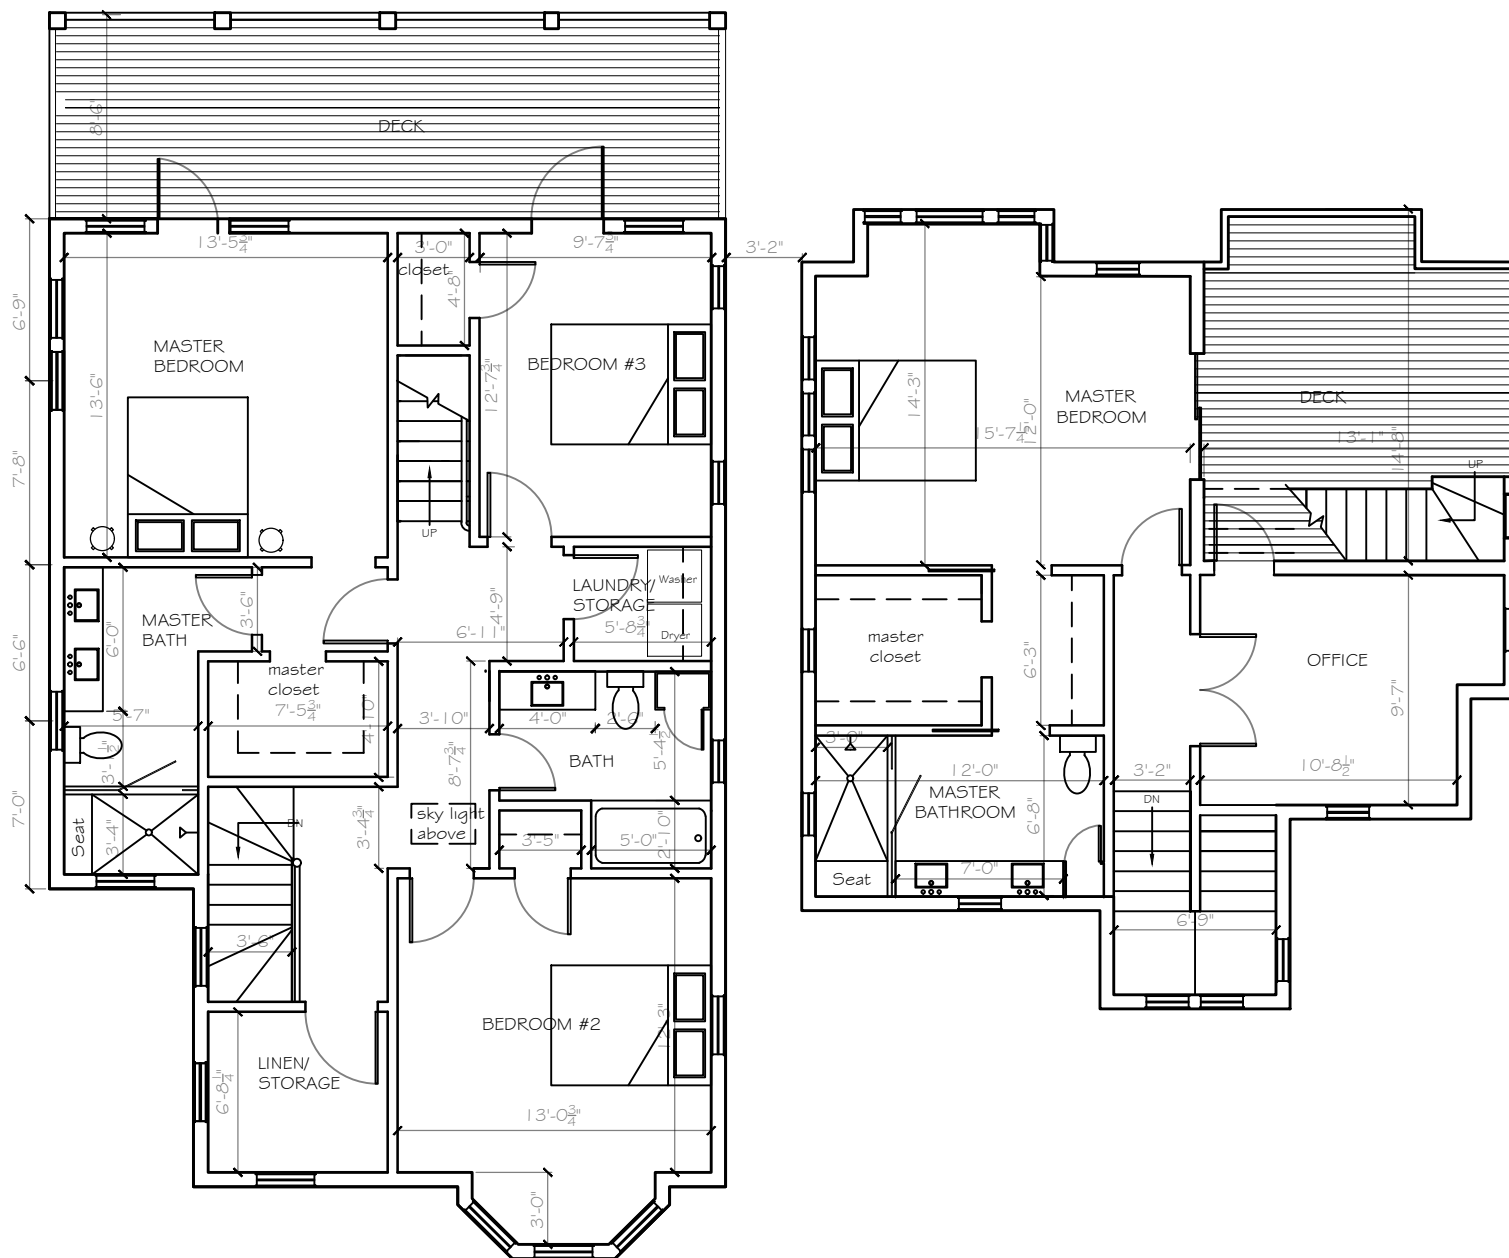 8'-6"
DECK
13'-5¾"
3'-0"
closet
4'-8"
9'-7¾"
3'-2"
6'-9"
13'-6"
MASTER
BEDROOM
BEDROOM #3
12'-7¾"
7'-8"
UP
MASTER
BATH
3'-6"
6'-0"
6'-6"
4'-9"
6'-11"
LAUNDRY/
STORAGE
Washer
5'-8¾"
Dryer
master
closet
7'-5¾"
4'-10"
5'-7"
3'-10"
4'-0"
2'-6"
8'-7¾"
BATH
7'-0"
Seat
3'-4"
DN
3'-4¾"
sky light
above
3'-5"
5'-0"
2'-10"
3'-6"
BEDROOM #2
12'-3"
LINEN/
STORAGE
6'-8¼"
13'-0¾"
3'-0"
14'-3"
MASTER
BEDROOM
12'-0"
15'-7¼"
DECK
13'-1"
14'-8"
UP
master
closet
6'-3"
OFFICE
9'-7"
3'-0"
12'-0"
MASTER
BATHROOM
6'-8"
3'-2"
10'-8½"
DN
Seat
7'-0"
6'-9"